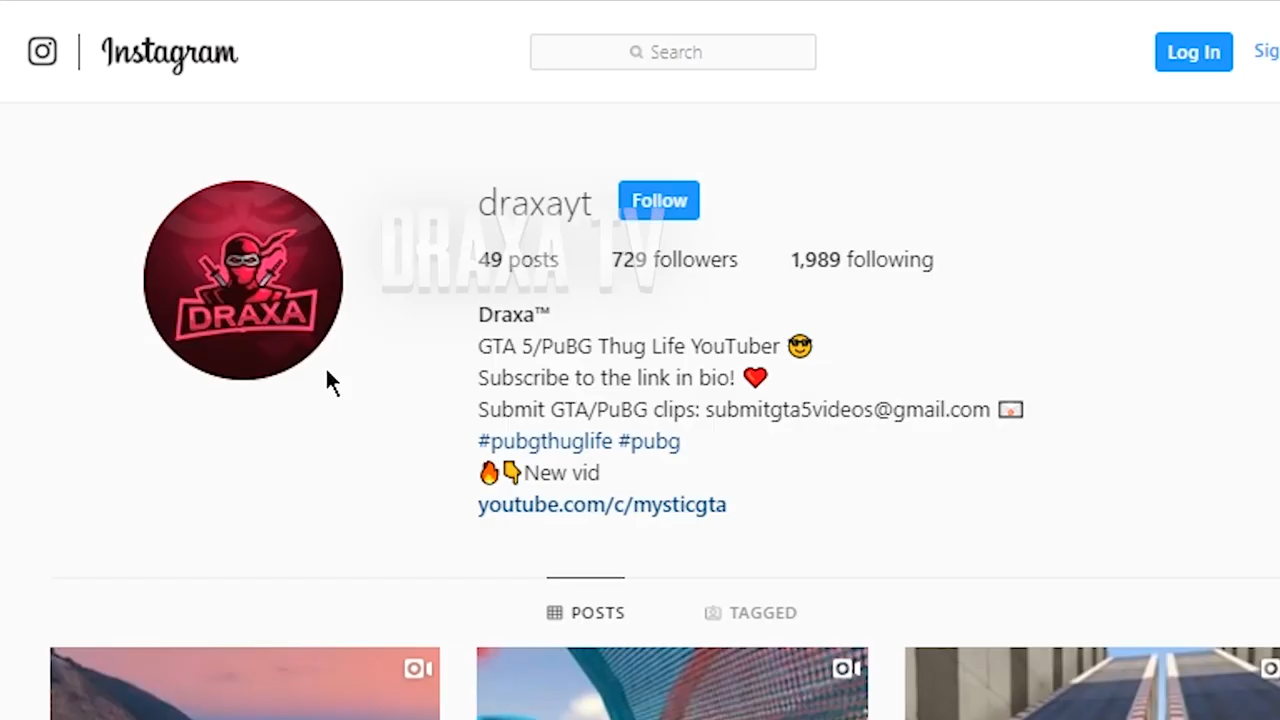 Instagram
Search
Log In
Sig
DRAXA
draxayt
Follow
DRAXA TV
49 posts
729 followers
1,989 following
Draxa™
GTA 5/PuBG Thug Life YouTuber 😎
Subscribe to the link in bio! ❤️
Submit GTA/PuBG clips: submitgta5videos@gmail.com 📧
#pubgthuglife #pubg
🔥👇New vid
youtube.com/c/mysticgta
POSTS
TAGGED